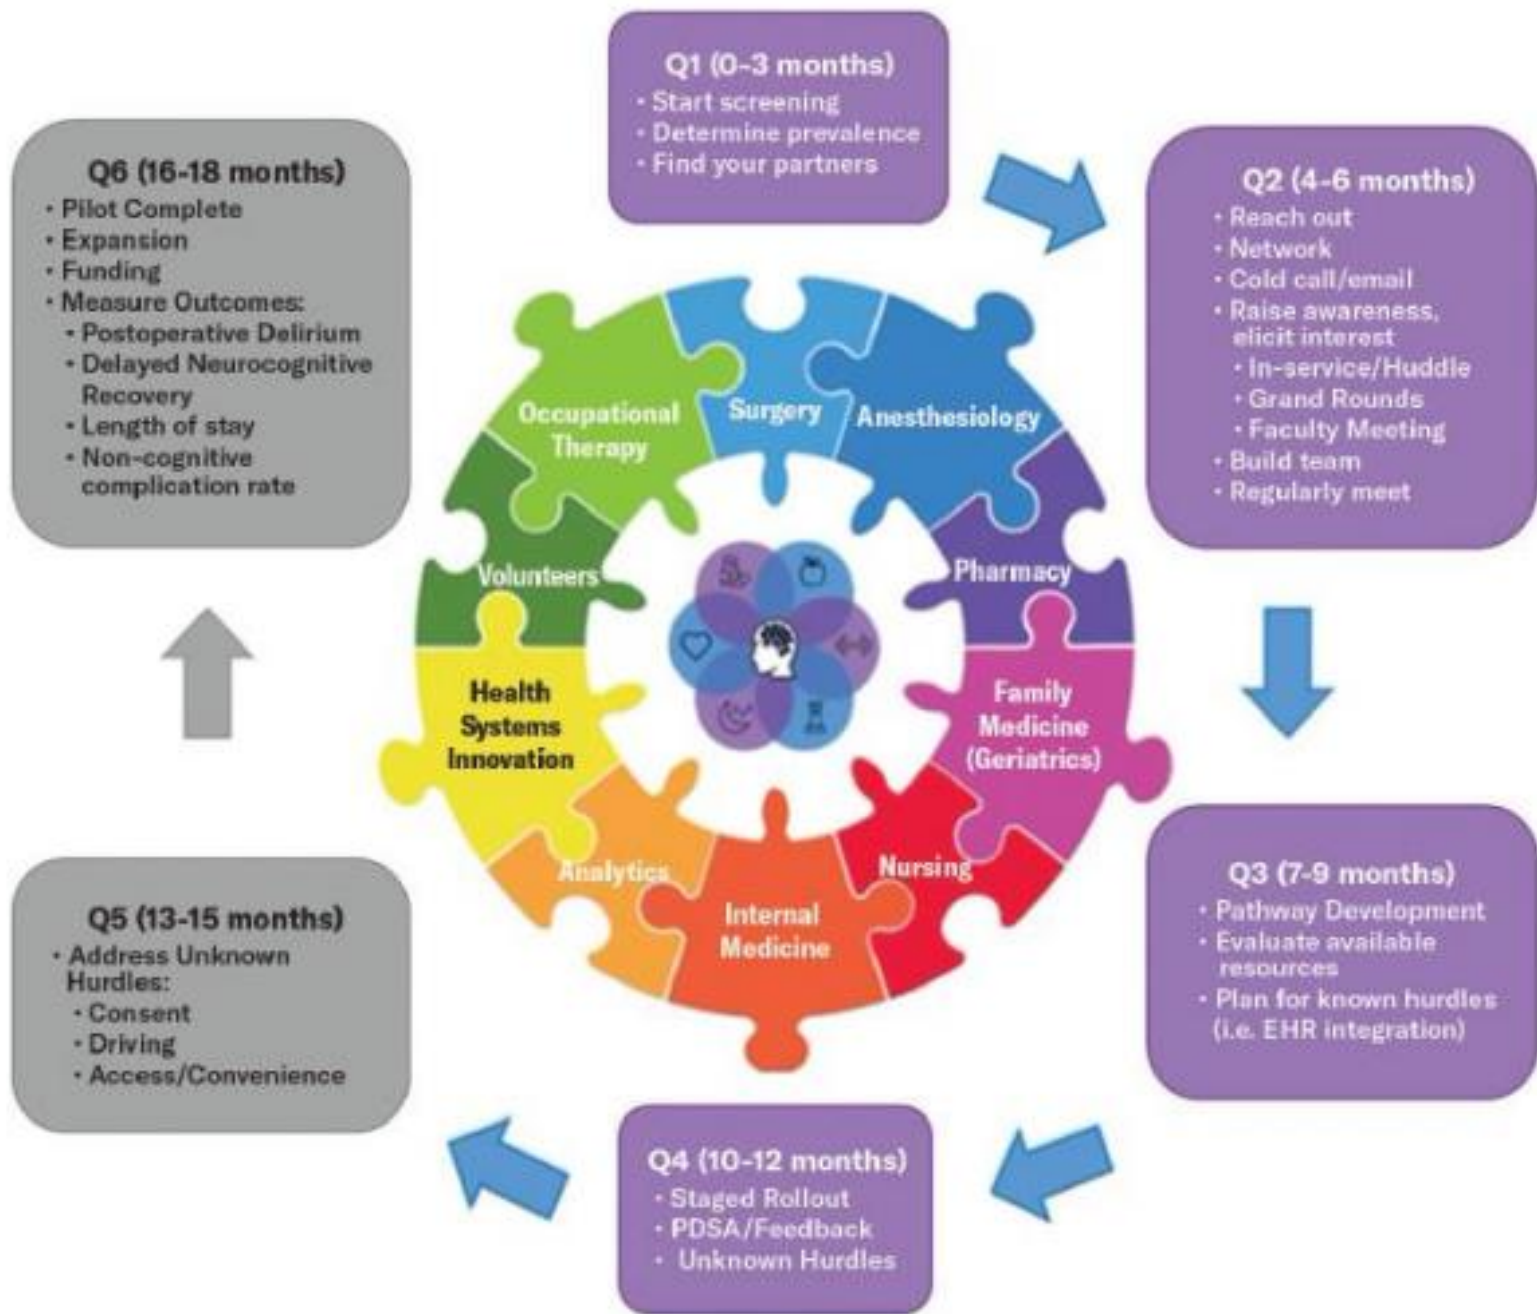 Q1 (0-3 months)
• Start screening
• Determine prevalence
• Find your partners
Q2 (4-6 months)
• Reach out
• Network
• Cold call/email
• Raise awareness,
elicit interest
• In-service/Huddle
• Grand Rounds
• Faculty Meeting
• Build team
• Regularly meet
Q3 (7-9 months)
• Pathway Development
• Evaluate available
resources
• Plan for known hurdles
(i.e. EHR integration)
Q4 (10-12 months)
• Staged Rollout
• PDSA/Feedback
• Unknown Hurdles
Q5 (13-15 months)
• Address Unknown
Hurdles:
• Consent
• Driving
• Access/Convenience
Q6 (16-18 months)
• Pilot Complete
• Expansion
• Funding
• Measure Outcomes:
• Postoperative Delirium
• Delayed Neurocognitive
Recovery
• Length of stay
• Non-cognitive
complication rate
Surgery
Anesthesiology
Pharmacy
Family
Medicine
(Geriatrics)
Nursing
Internal
Medicine
Analytics
Health
Systems
Innovation
Volunteers
Occupational
Therapy